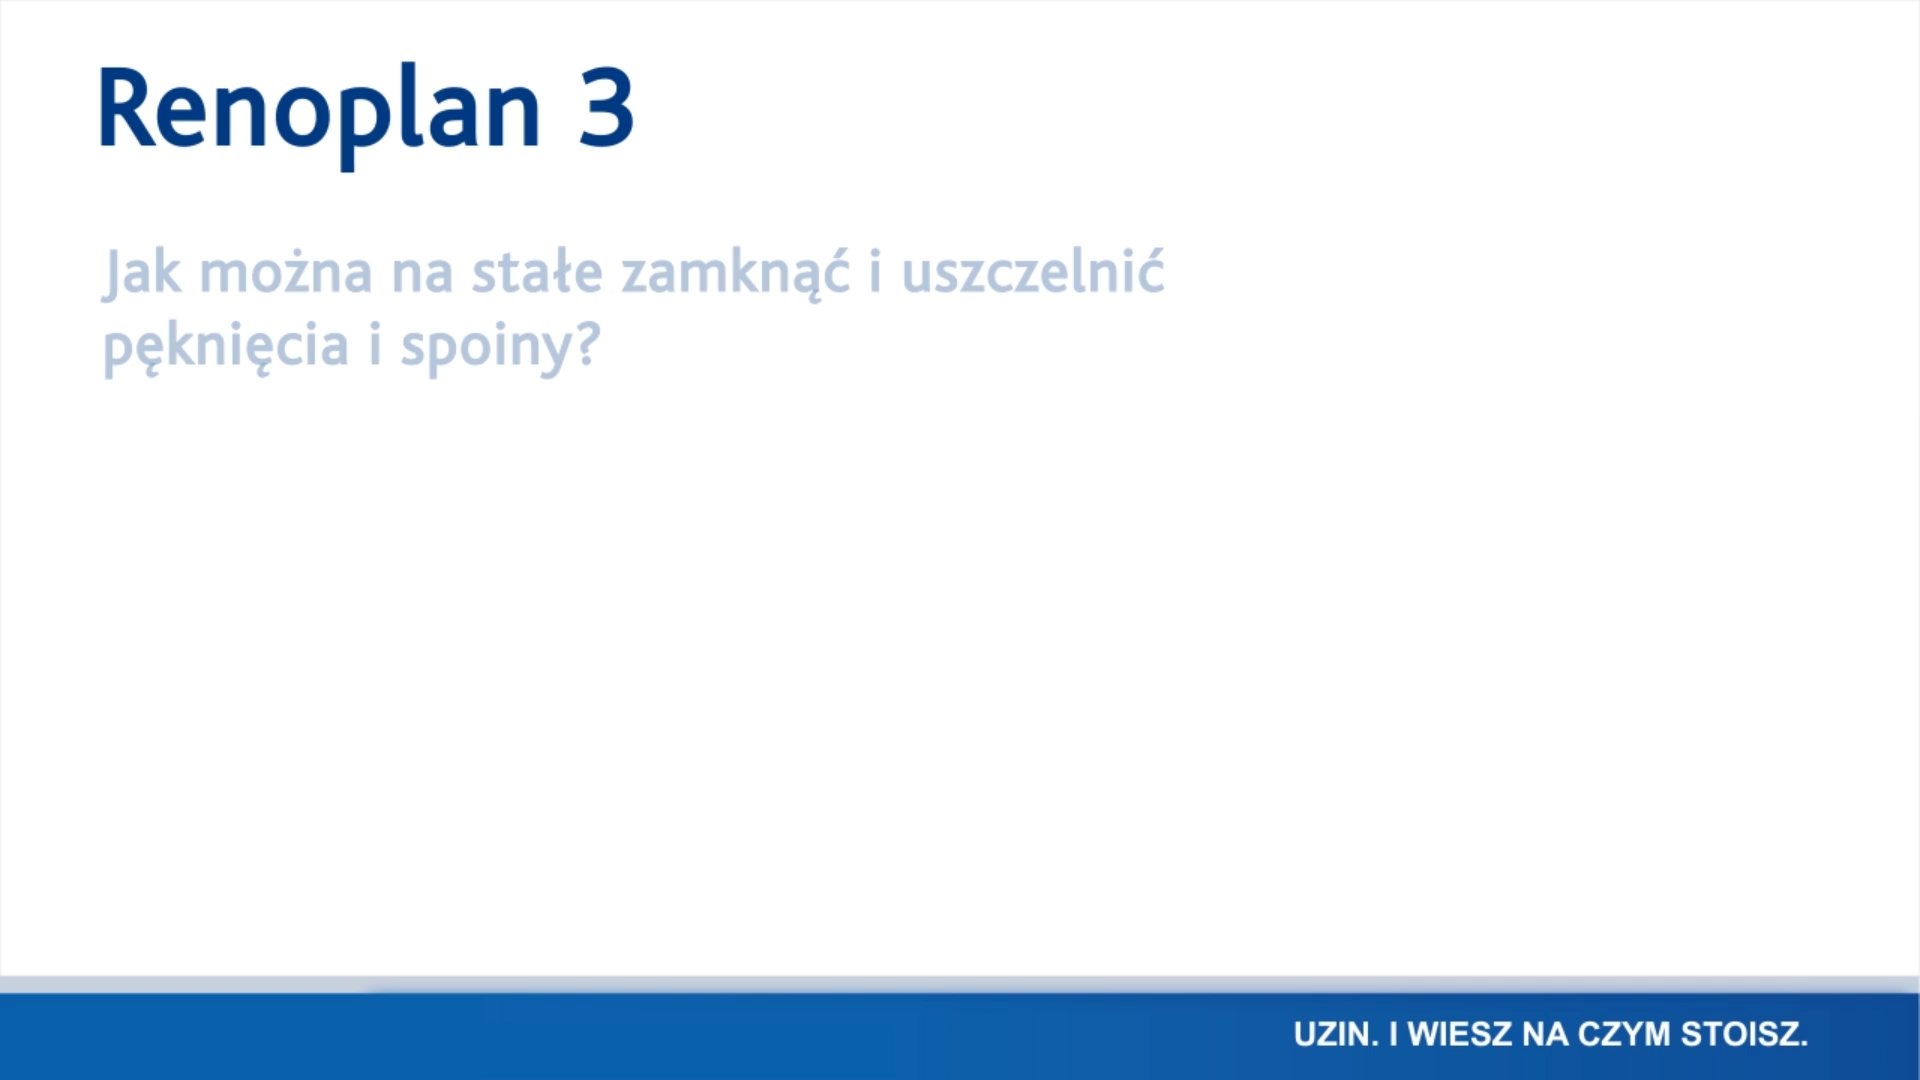 Renoplan 3
Jak można na stałe zamknąć i uszczelnić
pęknięcia i spoiny?
UZIN. I WIESZ NA CZYM STOISZ.